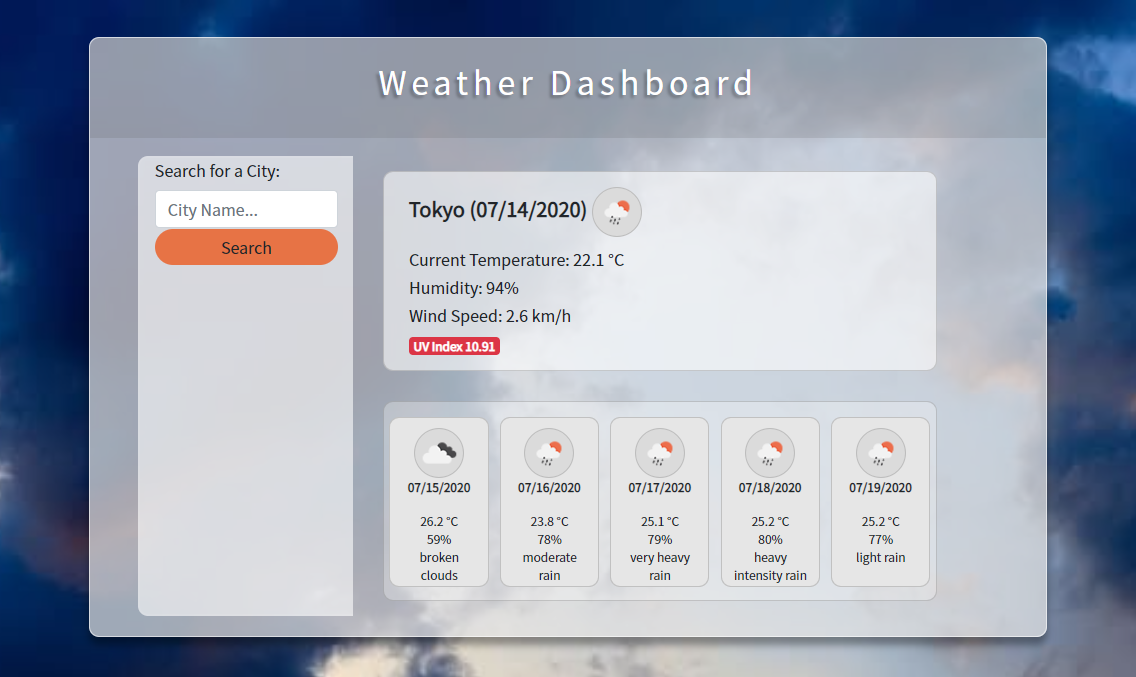 Weather Dashboard
Search for a City:
City Name...
Search
Tokyo (07/14/2020)
Current Temperature: 22.1 °C
Humidity: 94%
Wind Speed: 2.6 km/h
UV Index 10.91
07/15/2020
26.2 °C
59%
broken
clouds
07/16/2020
23.8 °C
78%
moderate
rain
07/17/2020
25.1 °C
79%
very heavy
rain
07/18/2020
25.2 °C
80%
heavy
intensity rain
07/19/2020
25.2 °C
77%
light rain